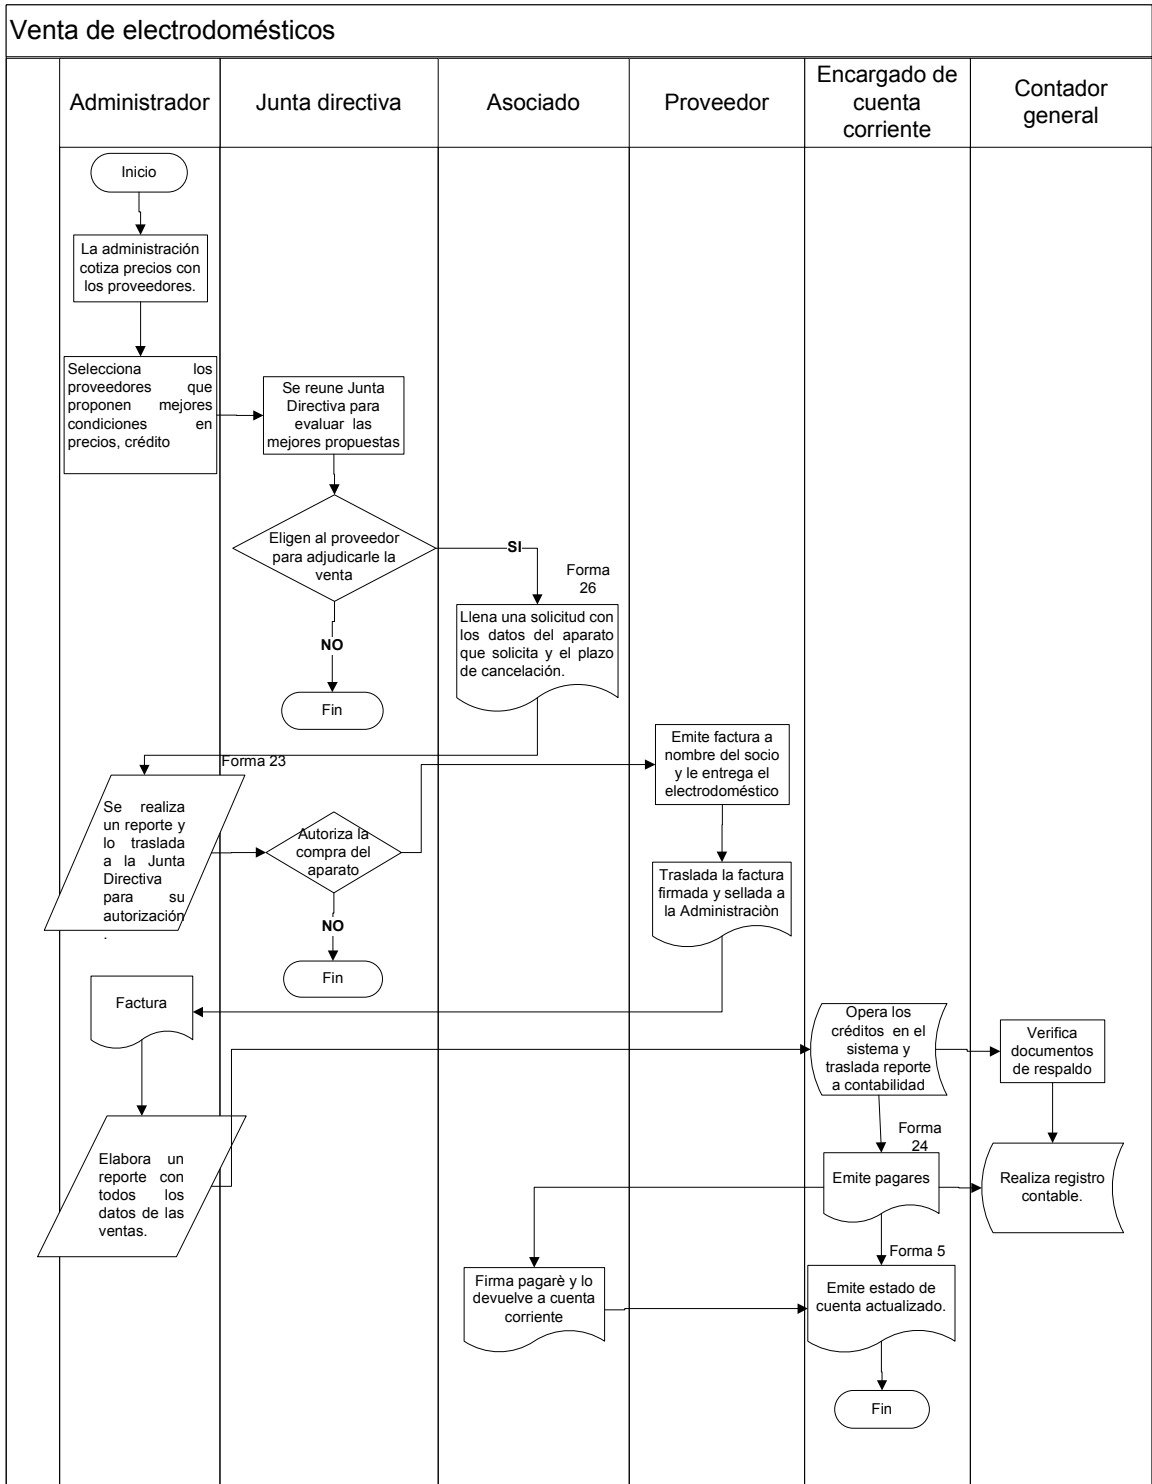 Venta de electrodomésticos
Administrador
Junta directiva
Asociado
Proveedor
Encargado de
cuenta
corriente
Contador
general
Inicio
La administración
cotiza precios con
los proveedores.
Selecciona los
proveedores que
proponen mejores
condiciones en
precios, crédito
Se reune Junta
Directiva para
evaluar las
mejores propuestas
Eligen al proveedor
para adjudicarle la
venta
SI
NO
Fin
Forma
26
Llena una solicitud con
los datos del aparato
que solicita y el plazo
de cancelación.
Forma 23
Se realiza
un reporte y
lo traslada
a la Junta
Directiva
para su
autorización
.
Autoriza la
compra del
aparato
NO
Fin
Emite factura a
nombre del socio
y le entrega el
electrodoméstico
Traslada la factura
firmada y sellada a
la Administraciòn
Factura
Elabora un
reporte con
todos los
datos de las
ventas.
Opera los
créditos en el
sistema y
traslada reporte
a contabilidad
Verifica
documentos
de respaldo
Forma
24
Emite pagares
Realiza registro
contable.
Firma pagarè y lo
devuelve a cuenta
corriente
Forma 5
Emite estado de
cuenta actualizado.
Fin